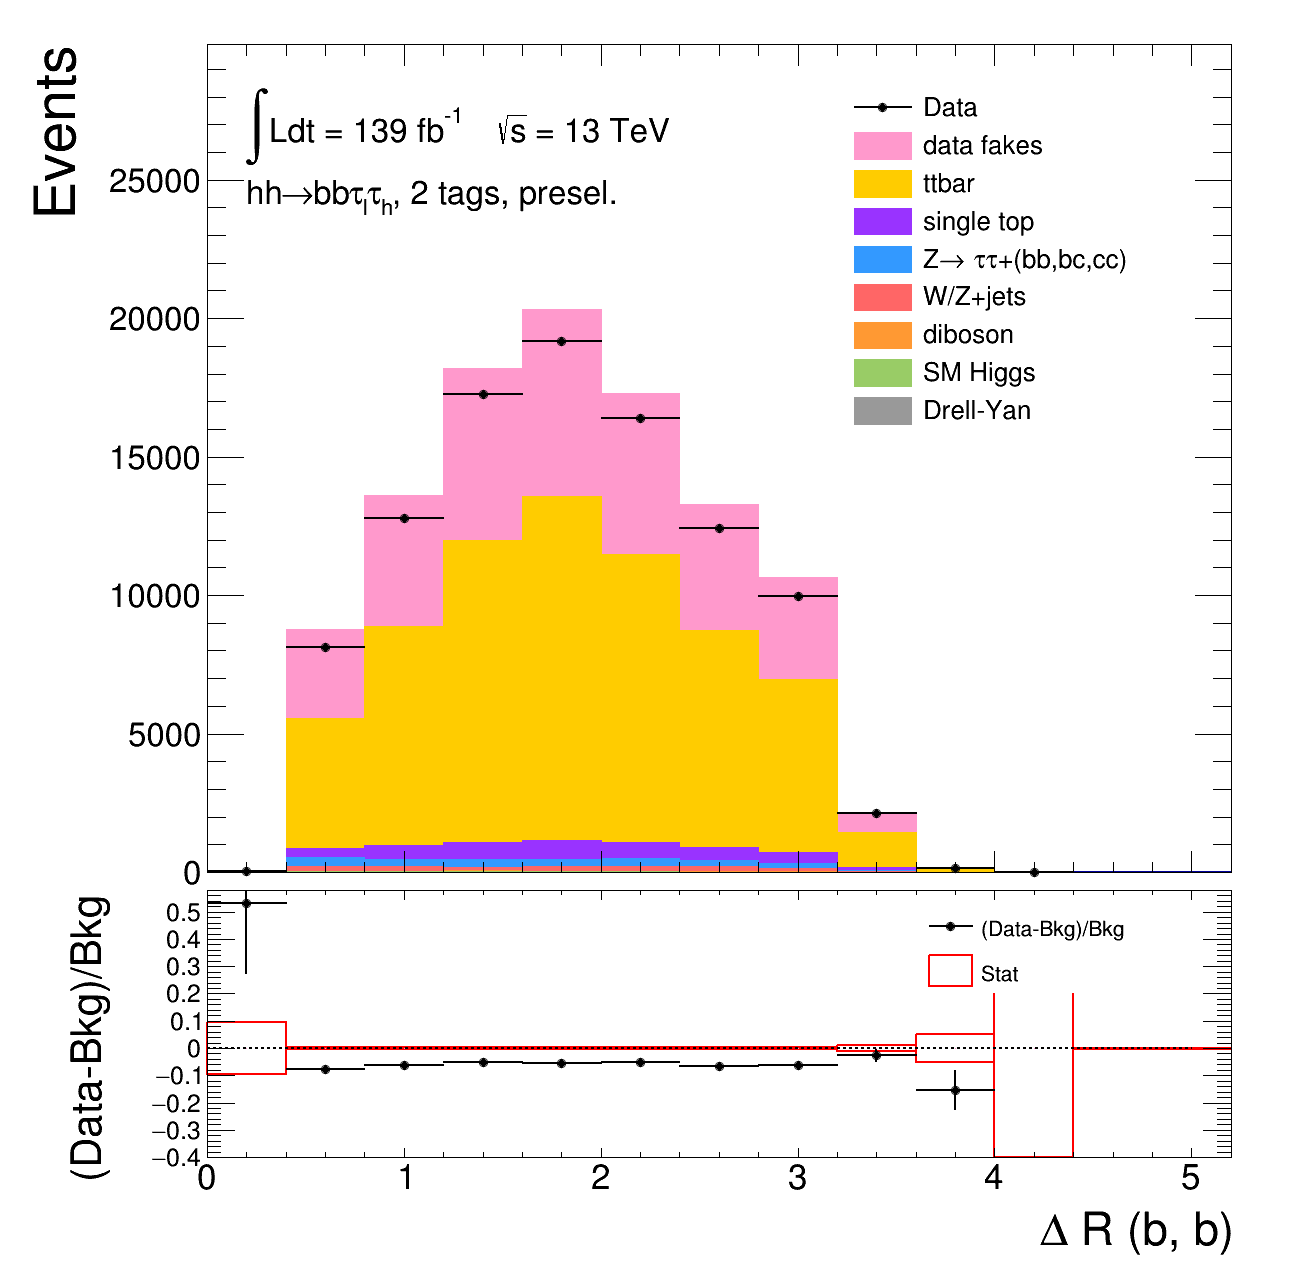 Events
∫Ldt = 139 fb⁻¹ √s = 13 TeV
hh→bbτₗτₕ, 2 tags, presel.
Data
data fakes
ttbar
single top
Z→ ττ+(bb,bc,cc)
W/Z+jets
diboson
SM Higgs
Drell-Yan
25000
20000
15000
10000
5000
0
(Data-Bkg)/Bkg
(Data-Bkg)/Bkg
Stat
0.5
0.4
0.3
0.2
0.1
0
−0.1
−0.2
−0.3
−0.4
0 1 2 3 4 5
Δ R (b, b)